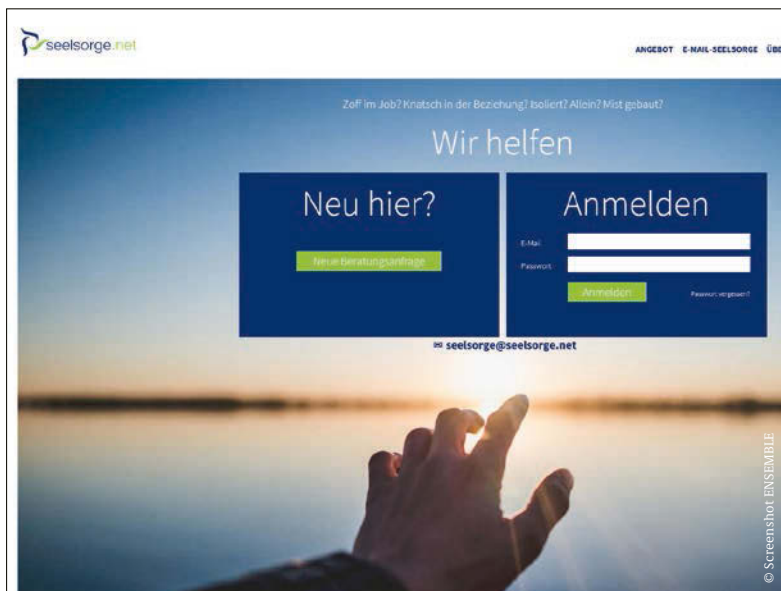 seelsorge.net
ANGEBOT E-MAIL-SEELSORGE ÜBE
Zoff im Job? Knatsch in der Beziehung? Isoliert? Allein? Mist gebaut?
Wir helfen
Neu hier?
Neue Beratungsanfrage
Anmelden
E-Mail
Passwort
Anmelden
Passwort vergessen?
✉ seelsorge@seelsorge.net
© Screenshot ENSEMBLE